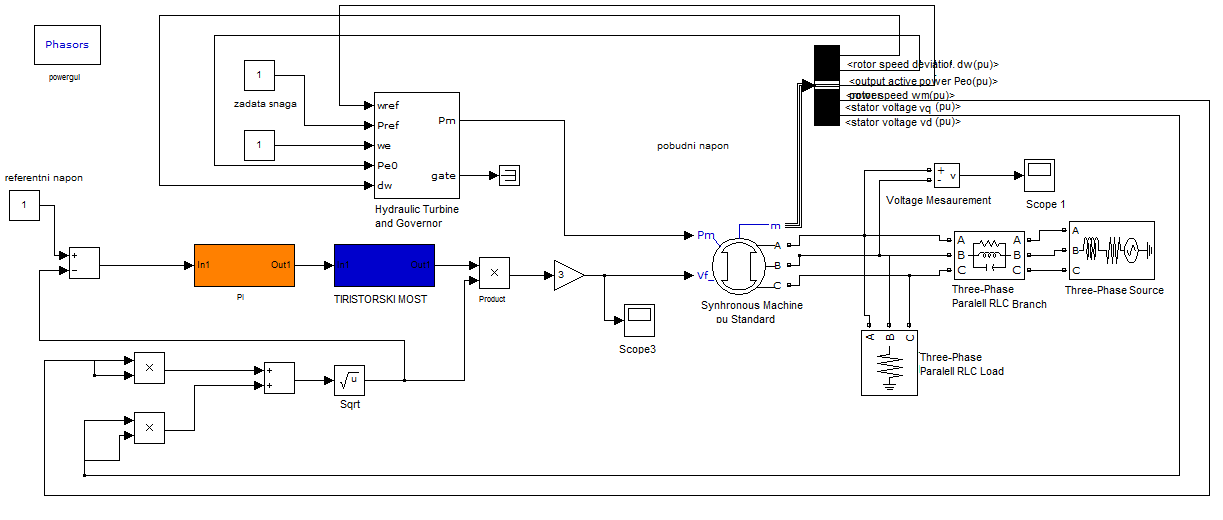 Phasors
powergui
1
zadata snaga
1
wref
Pref
we
Pe0
dw
Pm
gate
Hydraulic Turbine
and Governor
referentni napon
1
+
−
In1
Out1
PI
In1
Out1
TIRISTORSKI MOST
×
Product
3
Scope3
×
×
+
+
√u
Sqrt
pobudni napon
Pm
Vf_
m
A
B
C
Synhronous Machine
pu Standard
<rotor speed deviation dw(pu)>
<output active power Peo(pu)>
speed wm(pu)>
<stator voltage vq (pu)>
<stator voltage vd (pu)>
+
-
v
Voltage Mesaurement
Scope 1
A
B
C
A
B
C
Three-Phase
Paralell RLC Branch
A
B
C
Three-Phase Source
A
B
C
Three-Phase
Paralell RLC Load